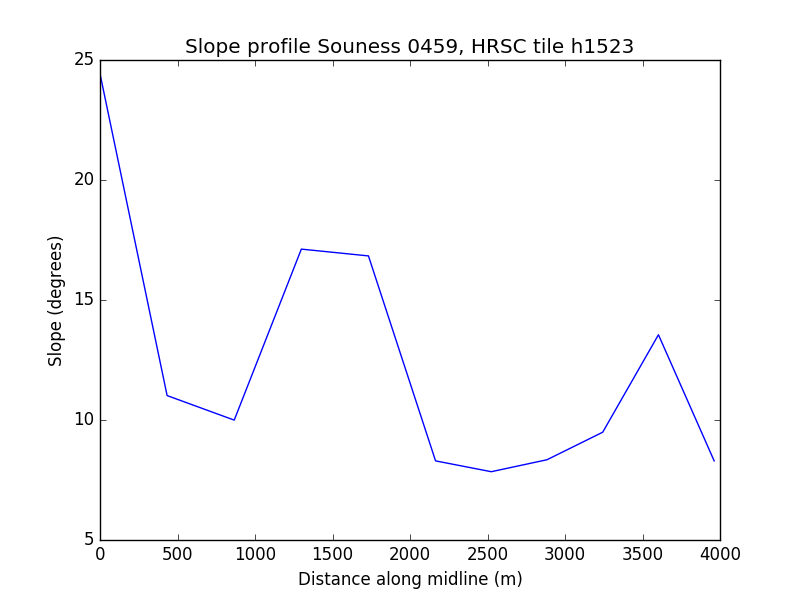 Slope profile Souness 0459, HRSC tile h1523
25
20
15
10
5
Slope (degrees)
0 500 1000 1500 2000 2500 3000 3500 4000
Distance along midline (m)